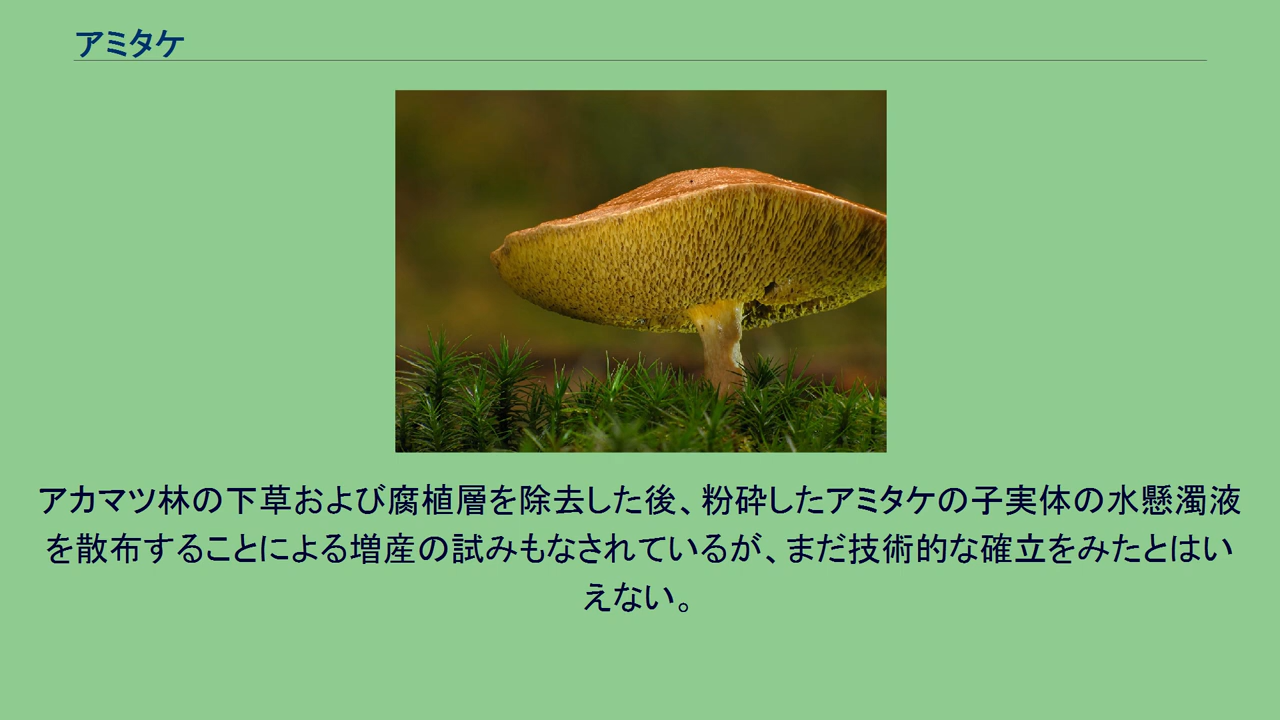 アミタケ
アカマツ林の下草および腐植層を除去した後、粉砕したアミタケの子実体の水懸濁液
を散布することによる増産の試みもなされているが、まだ技術的な確立をみたとはい
えない。